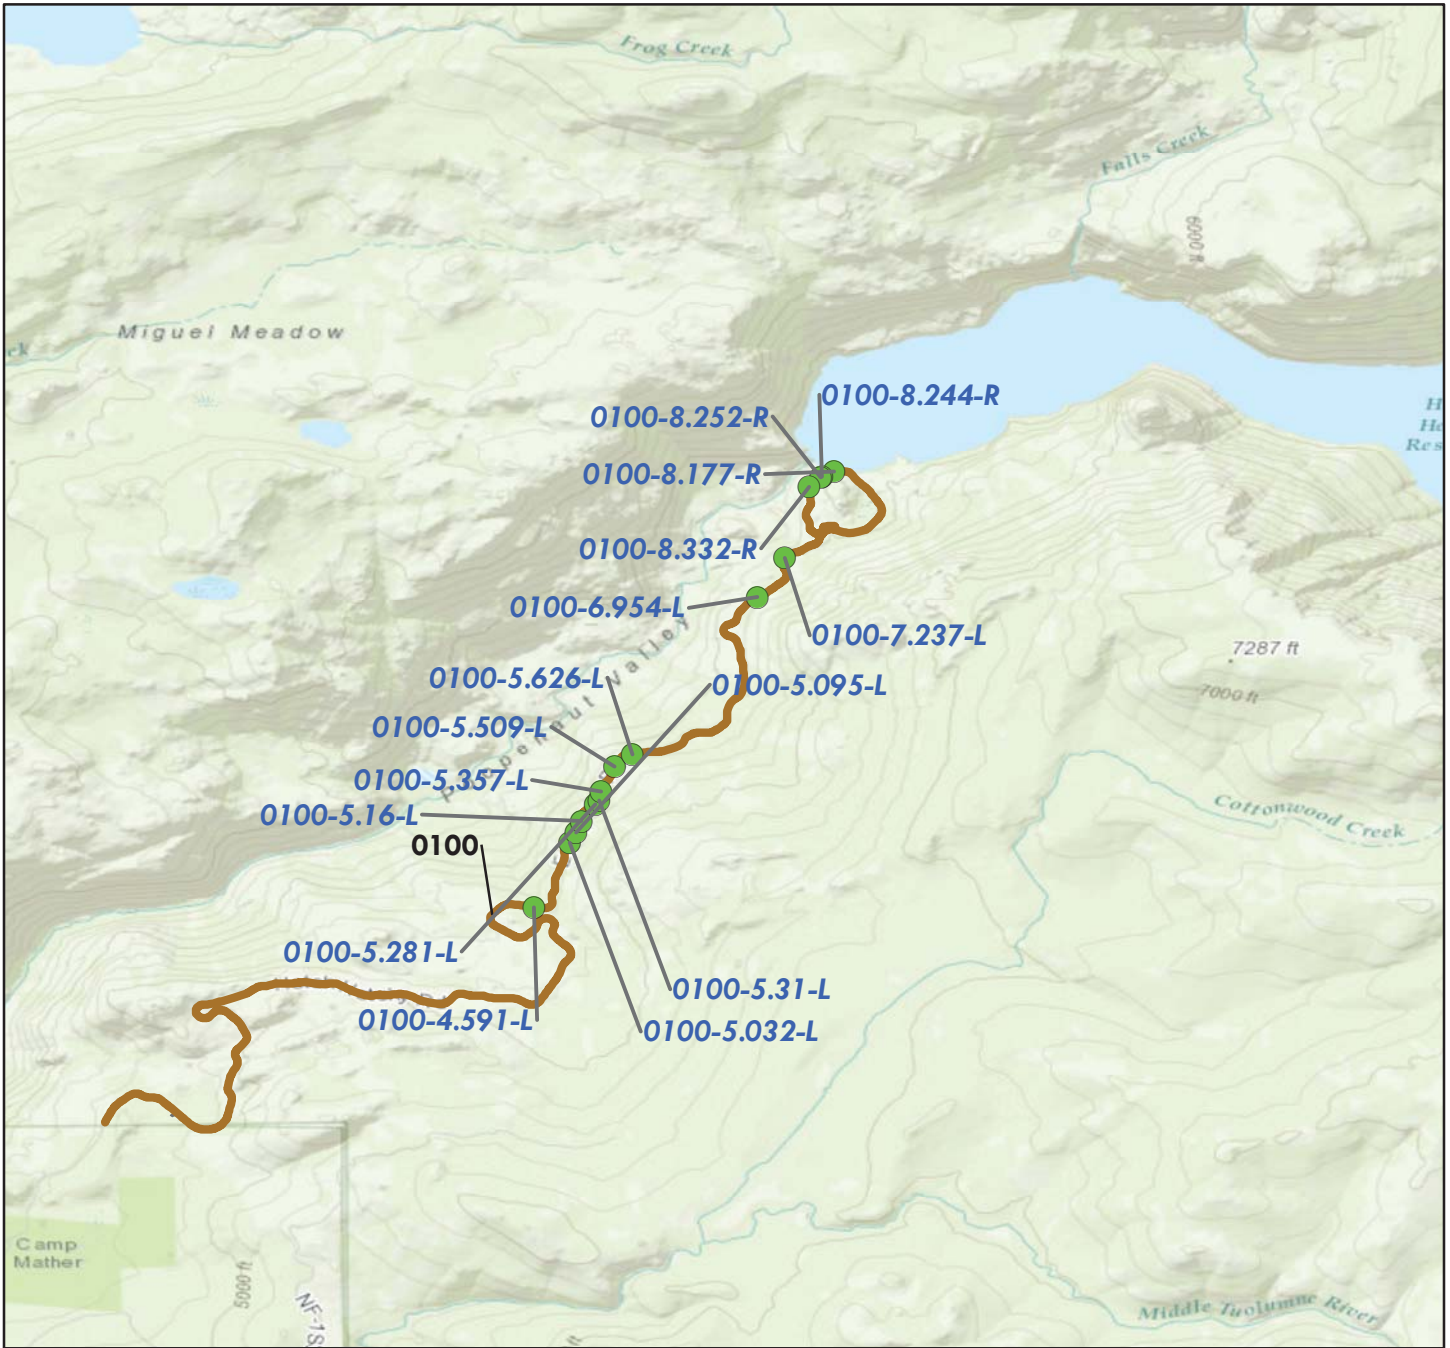 Frog Creek
Falls Creek
6000 ft
Miguel Meadow
0100-8.244-R
0100-8.252-R
0100-8.177-R
0100-8.332-R
0100-6.954-L
0100-7.237-L
7287 ft
7000 ft
0100-5.626-L
0100-5.095-L
0100-5.509-L
0100-5.357-L
0100-5.16-L
0100
Cottonwood Creek
0100-5.281-L
0100-5.31-L
0100-4.591-L
0100-5.032-L
Camp
Mather
5000 ft
NF-1S
Middle Tuolumne River
ft